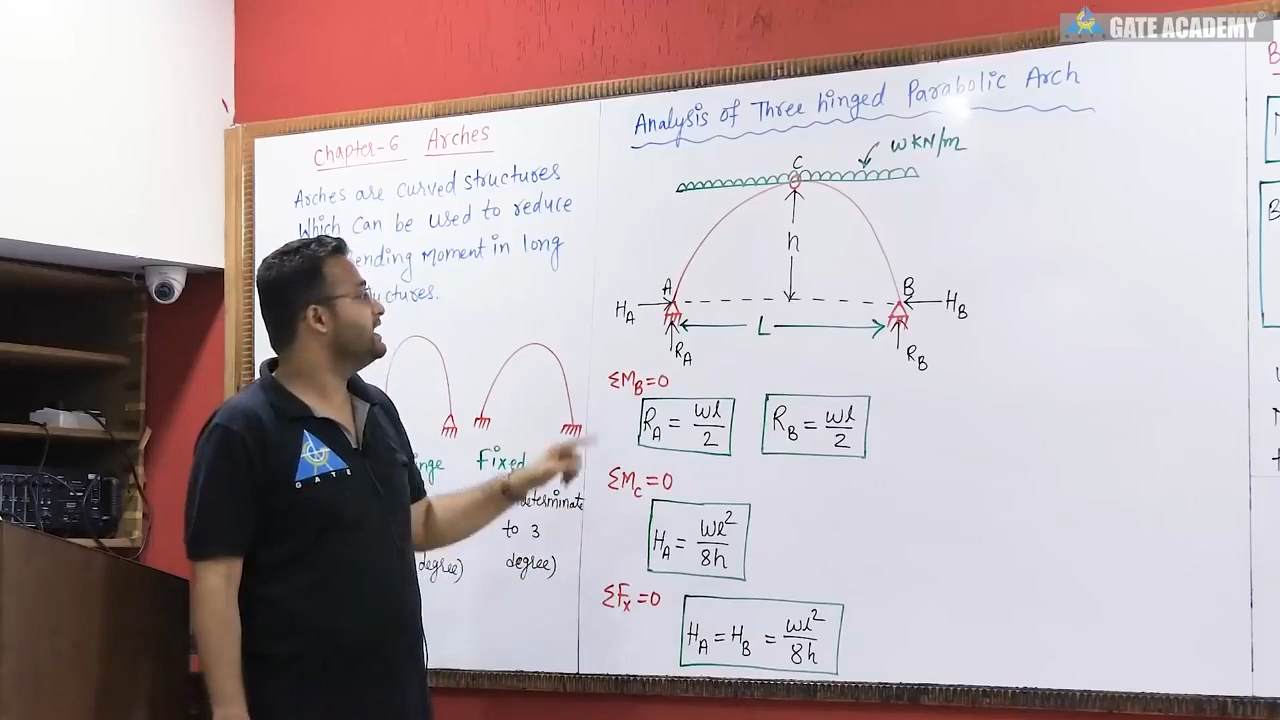 GATE ACADEMY
Chapter-6 Arches
Arches are curved structures
which can be used to reduce
bending moment in long
Fixed
to 3
degree)
degree)
GATE
Analysis of Three hinged Parabolic Arch
w KN/m
C
h
A
B
H_A
H_B
L
R_A
R_B
ΣM_B=0
R_A = wl/2
R_B = wl/2
ΣM_C=0
H_A = wl²/8h
ΣF_x=0
H_A = H_B = wl²/8h